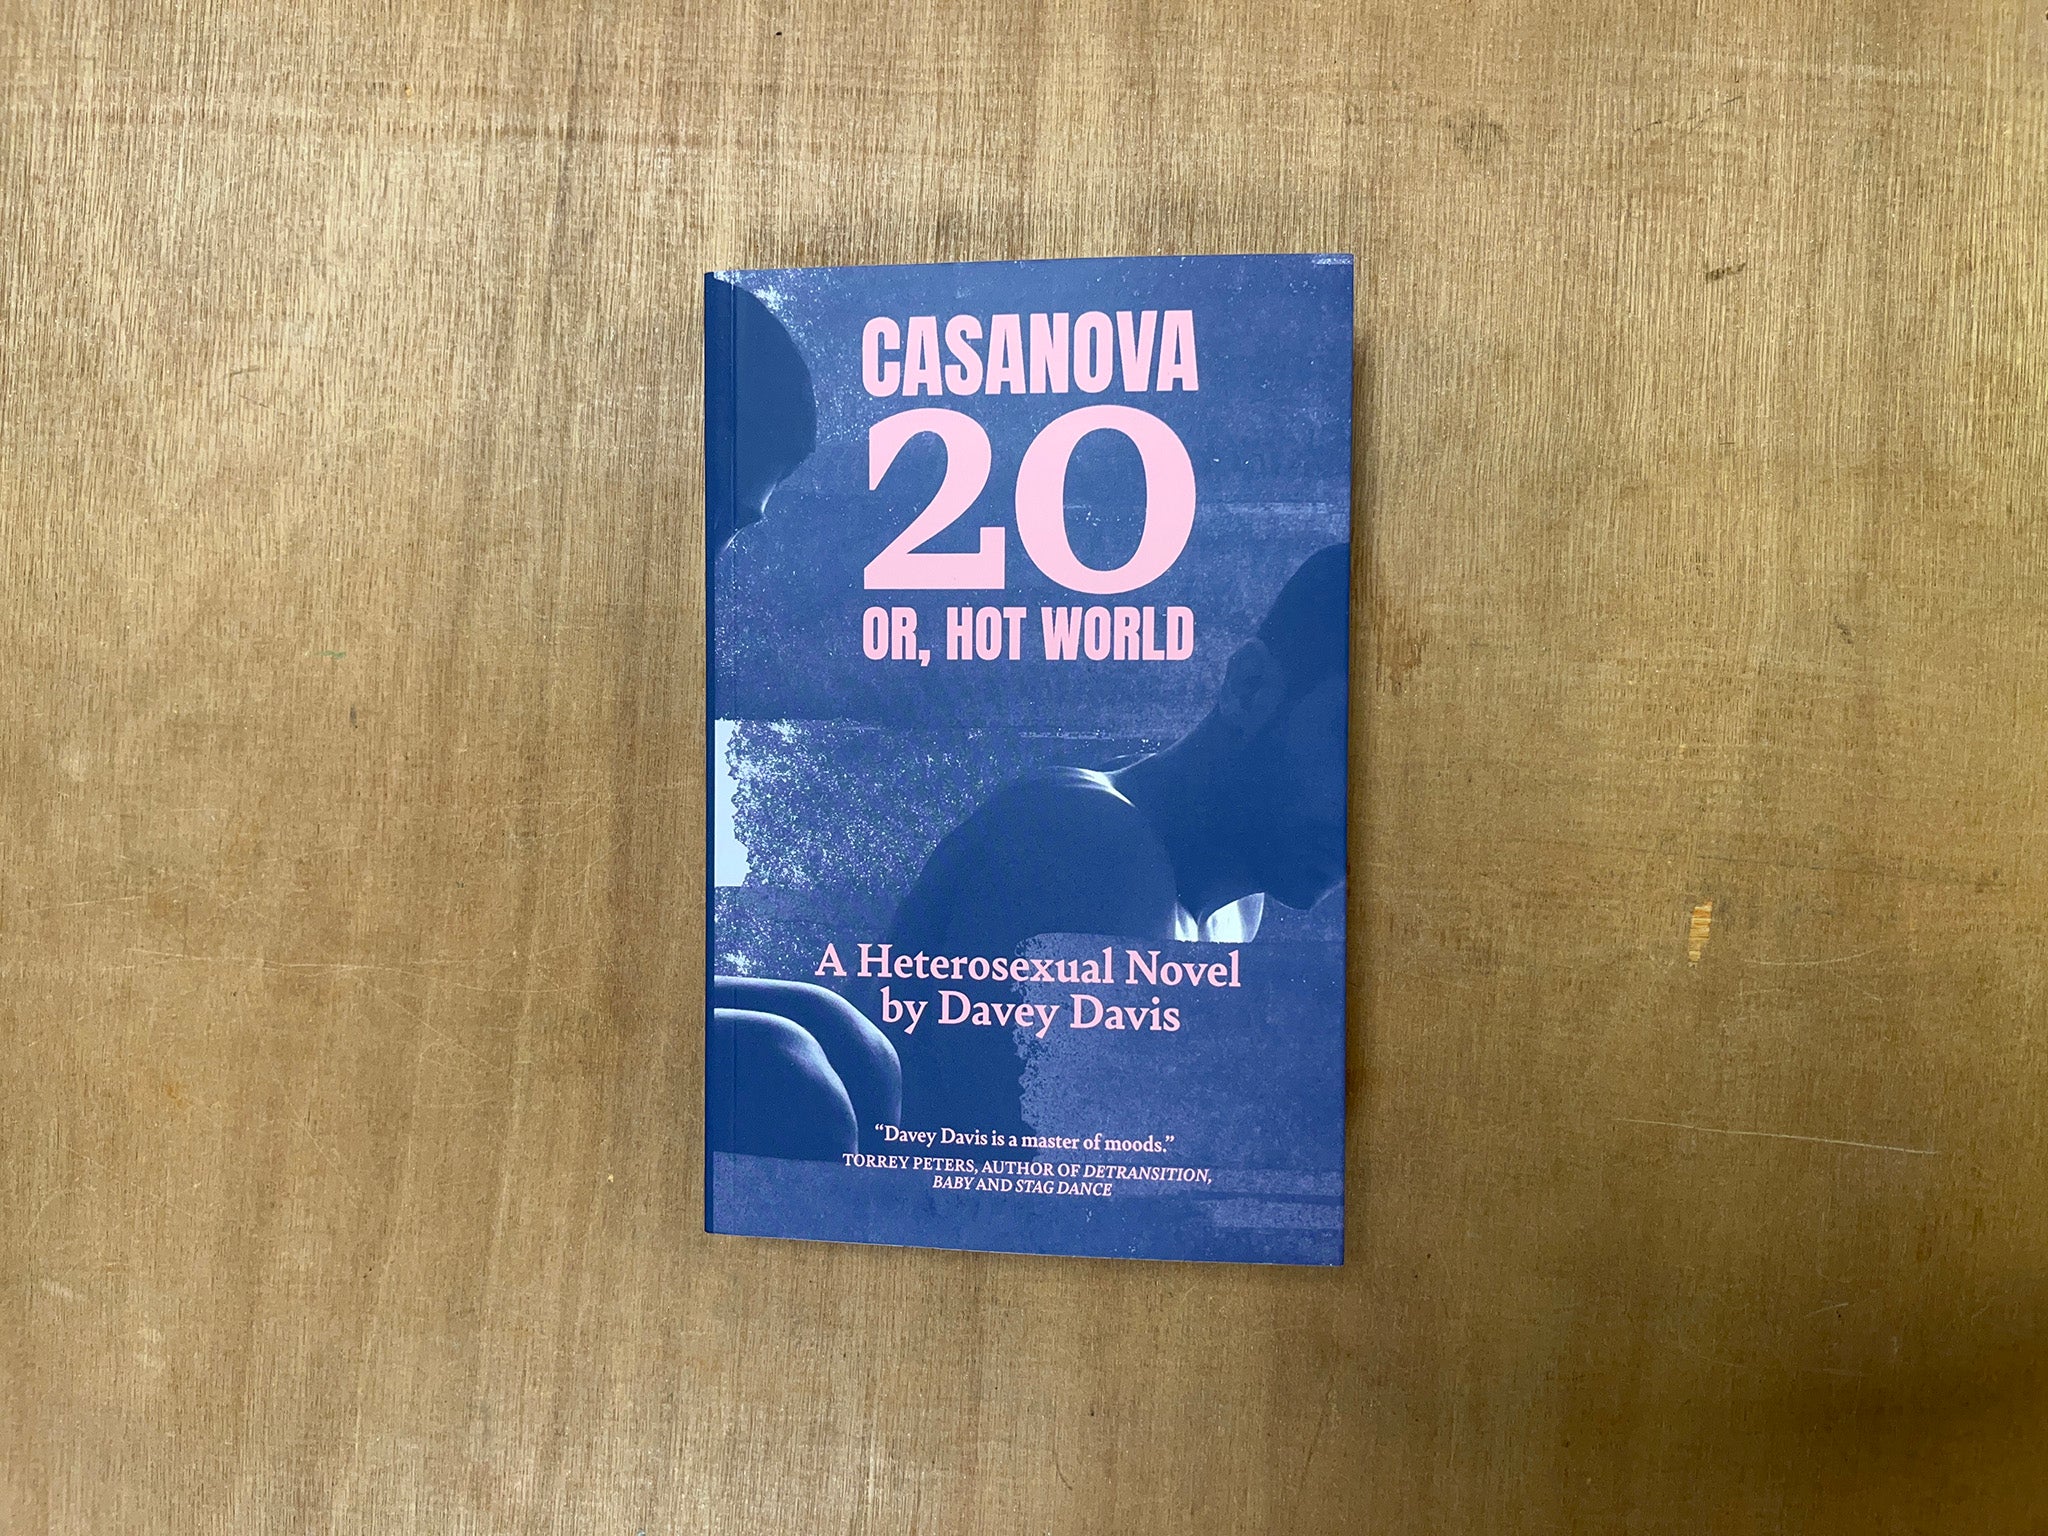 CASANOVA
20
OR, HOT WORLD
A Heterosexual Novel
by Davey Davis
“Davey Davis is a master of moods.”
TORREY PETERS, AUTHOR OF DETRANSITION,
BABY AND STAG DANCE